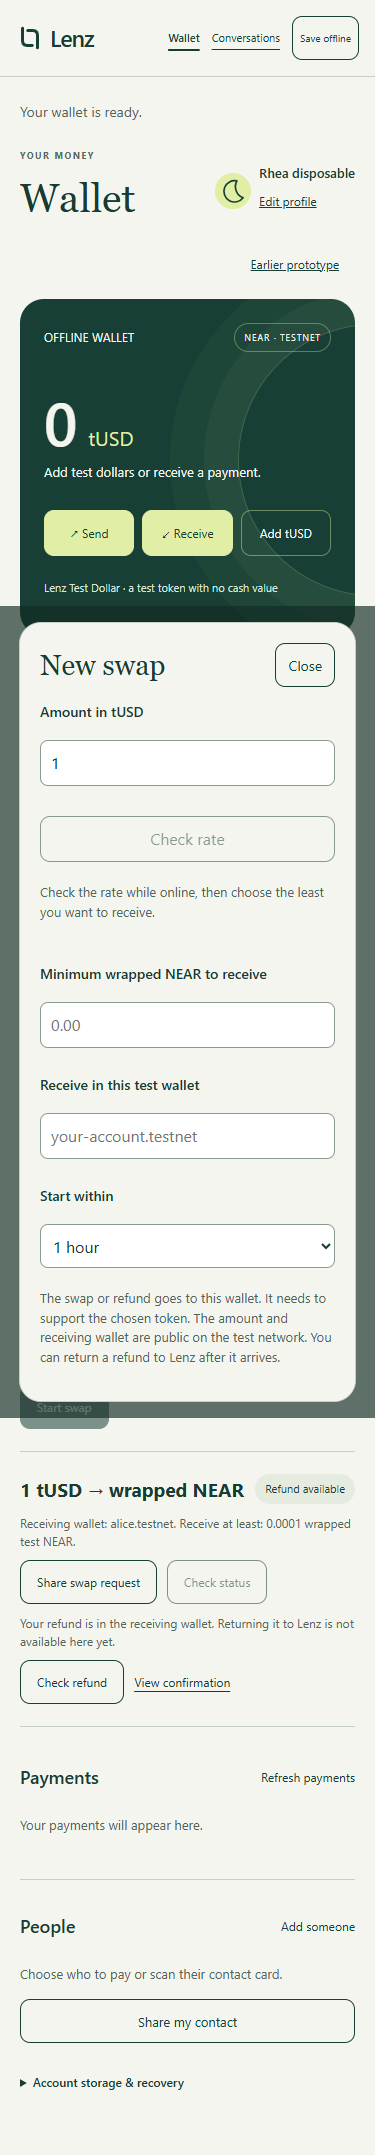 Lenz
Wallet
Conversations
Save offline
Your wallet is ready.
YOUR MONEY
Wallet
Rhea disposable
Edit profile
Earlier prototype
OFFLINE WALLET
NEAR · TESTNET
0 tUSD
Add test dollars or receive a payment.
↗ Send
↙ Receive
Add tUSD
Lenz Test Dollar · a test token with no cash value
New swap
Close
Amount in tUSD
1
Check rate
Check the rate while online, then choose the least
you want to receive.
Minimum wrapped NEAR to receive
0.00
Receive in this test wallet
your-account.testnet
Start within
1 hour
The swap or refund goes to this wallet. It needs to
support the chosen token. The amount and
receiving wallet are public on the test network. You
can return a refund to Lenz after it arrives.
Start swap
1 tUSD → wrapped NEAR
Refund available
Receiving wallet: alice.testnet. Receive at least: 0.0001 wrapped
test NEAR.
Share swap request
Check status
Your refund is in the receiving wallet. Returning it to Lenz is not
available here yet.
Check refund
View confirmation
Payments
Refresh payments
Your payments will appear here.
People
Add someone
Choose who to pay or scan their contact card.
Share my contact
▶ Account storage & recovery